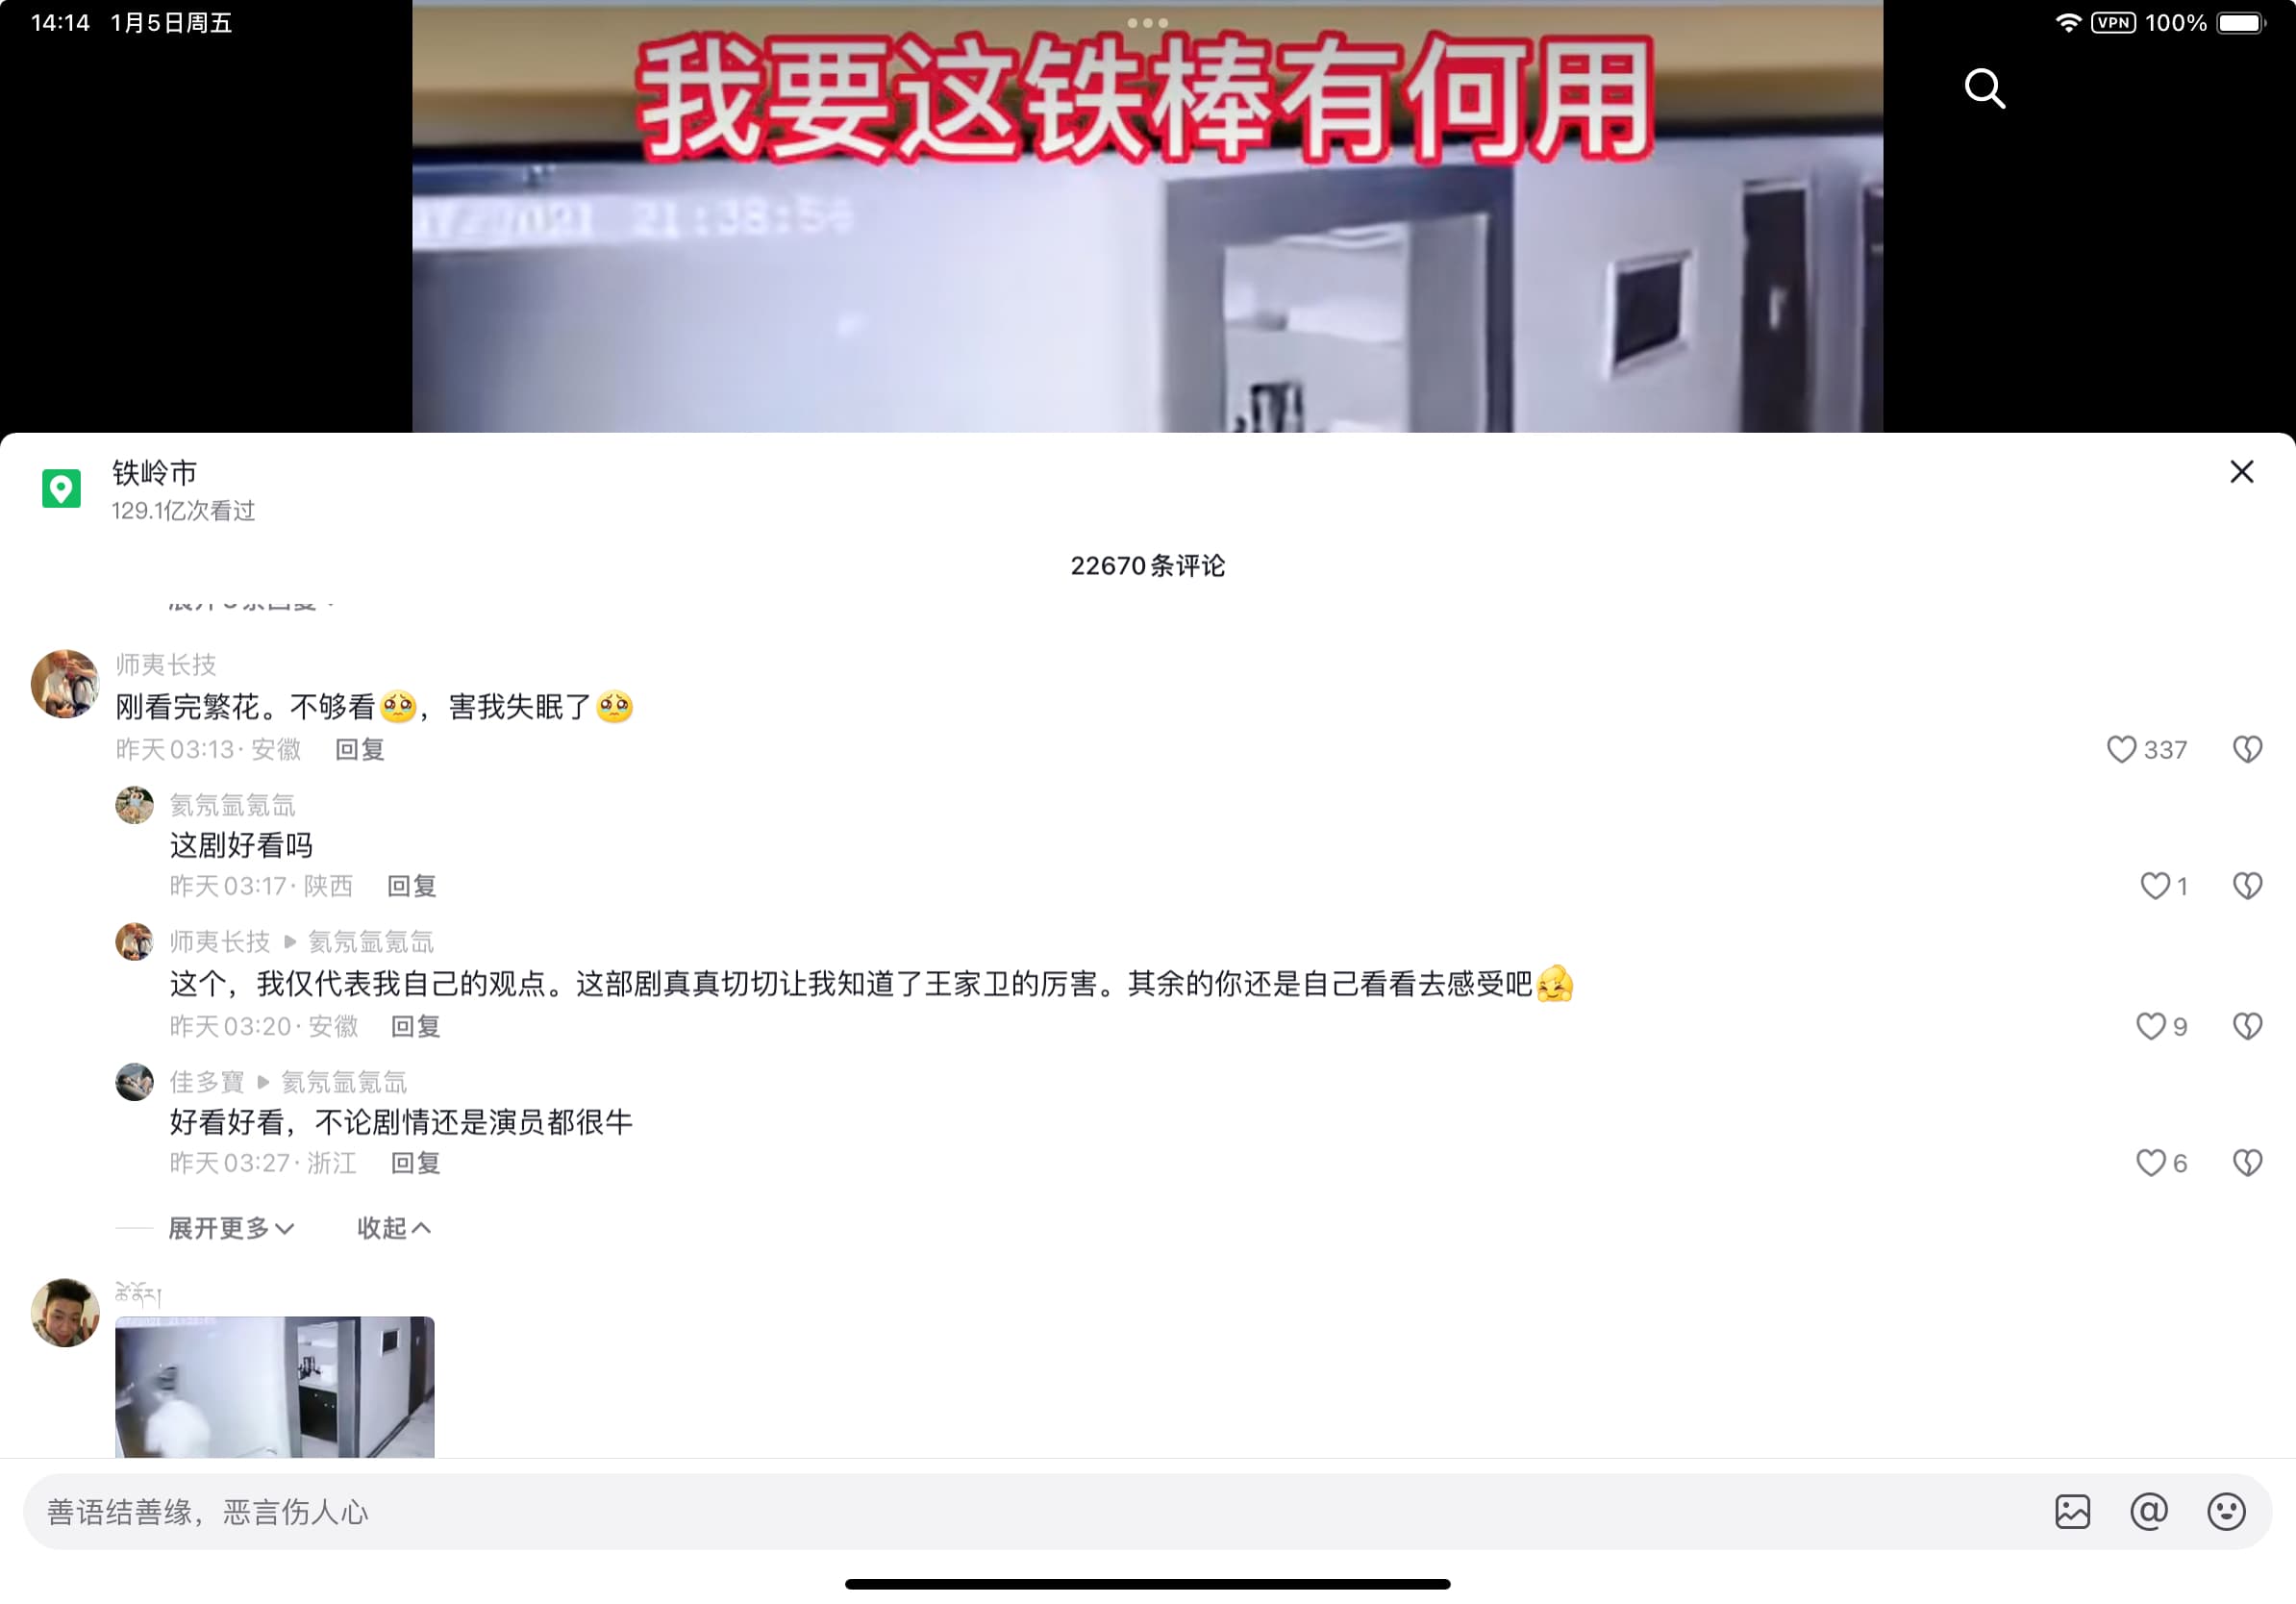 14:14 1月5日周五
VPN 100%
我要这铁棒有何用
2021 21:38:56
铁岭市
129.1亿次看过
22670条评论
师夷长技
刚看完繁花。不够看🥺，害我失眠了🥺
昨天03:13·安徽 回复
337
氦氖氩氪氙
这剧好看吗
昨天03:17·陕西 回复
1
师夷长技 ▶ 氦氖氩氪氙
这个，我仅代表我自己的观点。这部剧真真切切让我知道了王家卫的厉害。其余的你还是自己看看去感受吧
昨天03:20·安徽 回复
9
佳多寶 ▶ 氦氖氩氪氙
好看好看，不论剧情还是演员都很牛
昨天03:27·浙江 回复
6
展开更多 收起
善语结善缘，恶言伤人心